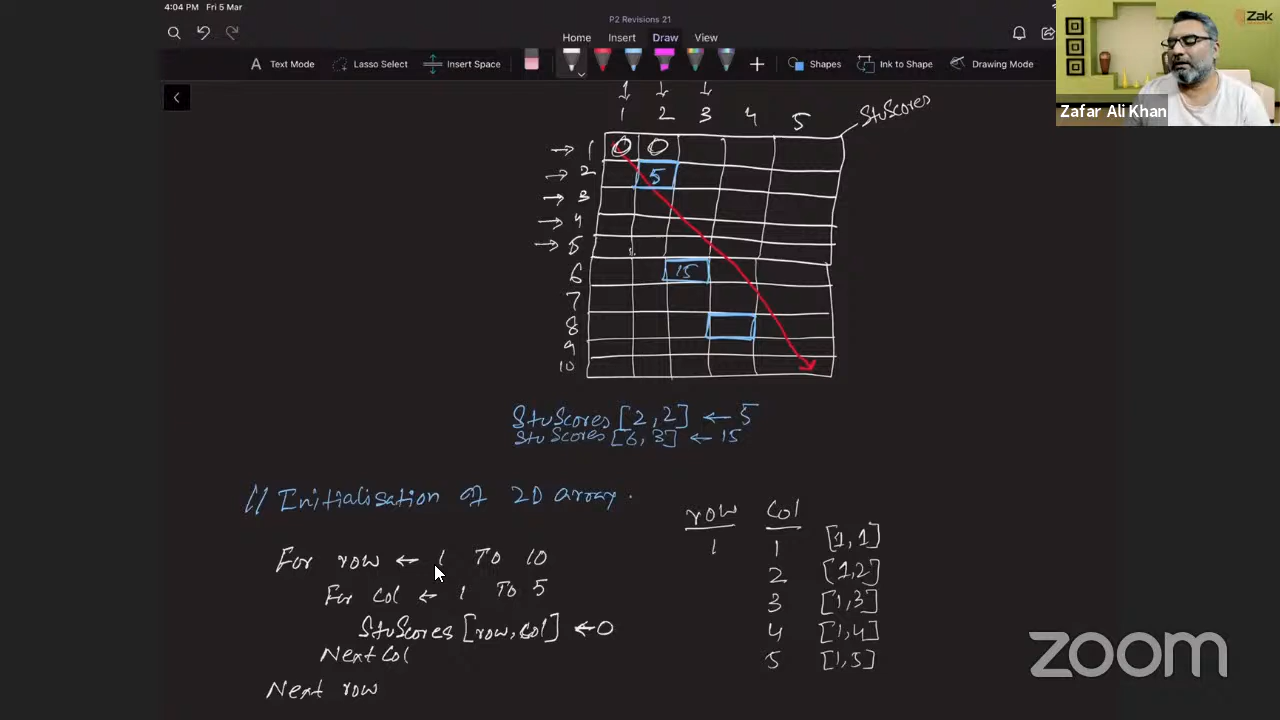 4:04 PM Fri 5 Mar
P2 Revisions 21
Home Insert Draw View
Text Mode Lasso Select Insert Space Shapes Ink to Shape Drawing Mode
Zak
Zafar Ali Khan
1 2 3 4 5 StuScores
1 0 0
2 5
3
4
5
6 15
7
8
9
10
StuScores [2,2] ← 5
StuScores [6,3] ← 15
// Initialisation of 2D array.
For row ← 1 To 10
For Col ← 1 To 5
StuScores [row, Col] ← 0
Next Col
Next row
row Col
1 1 [1,1]
2 [1,2]
3 [1,3]
4 [1,4]
5 [1,5]
zoom